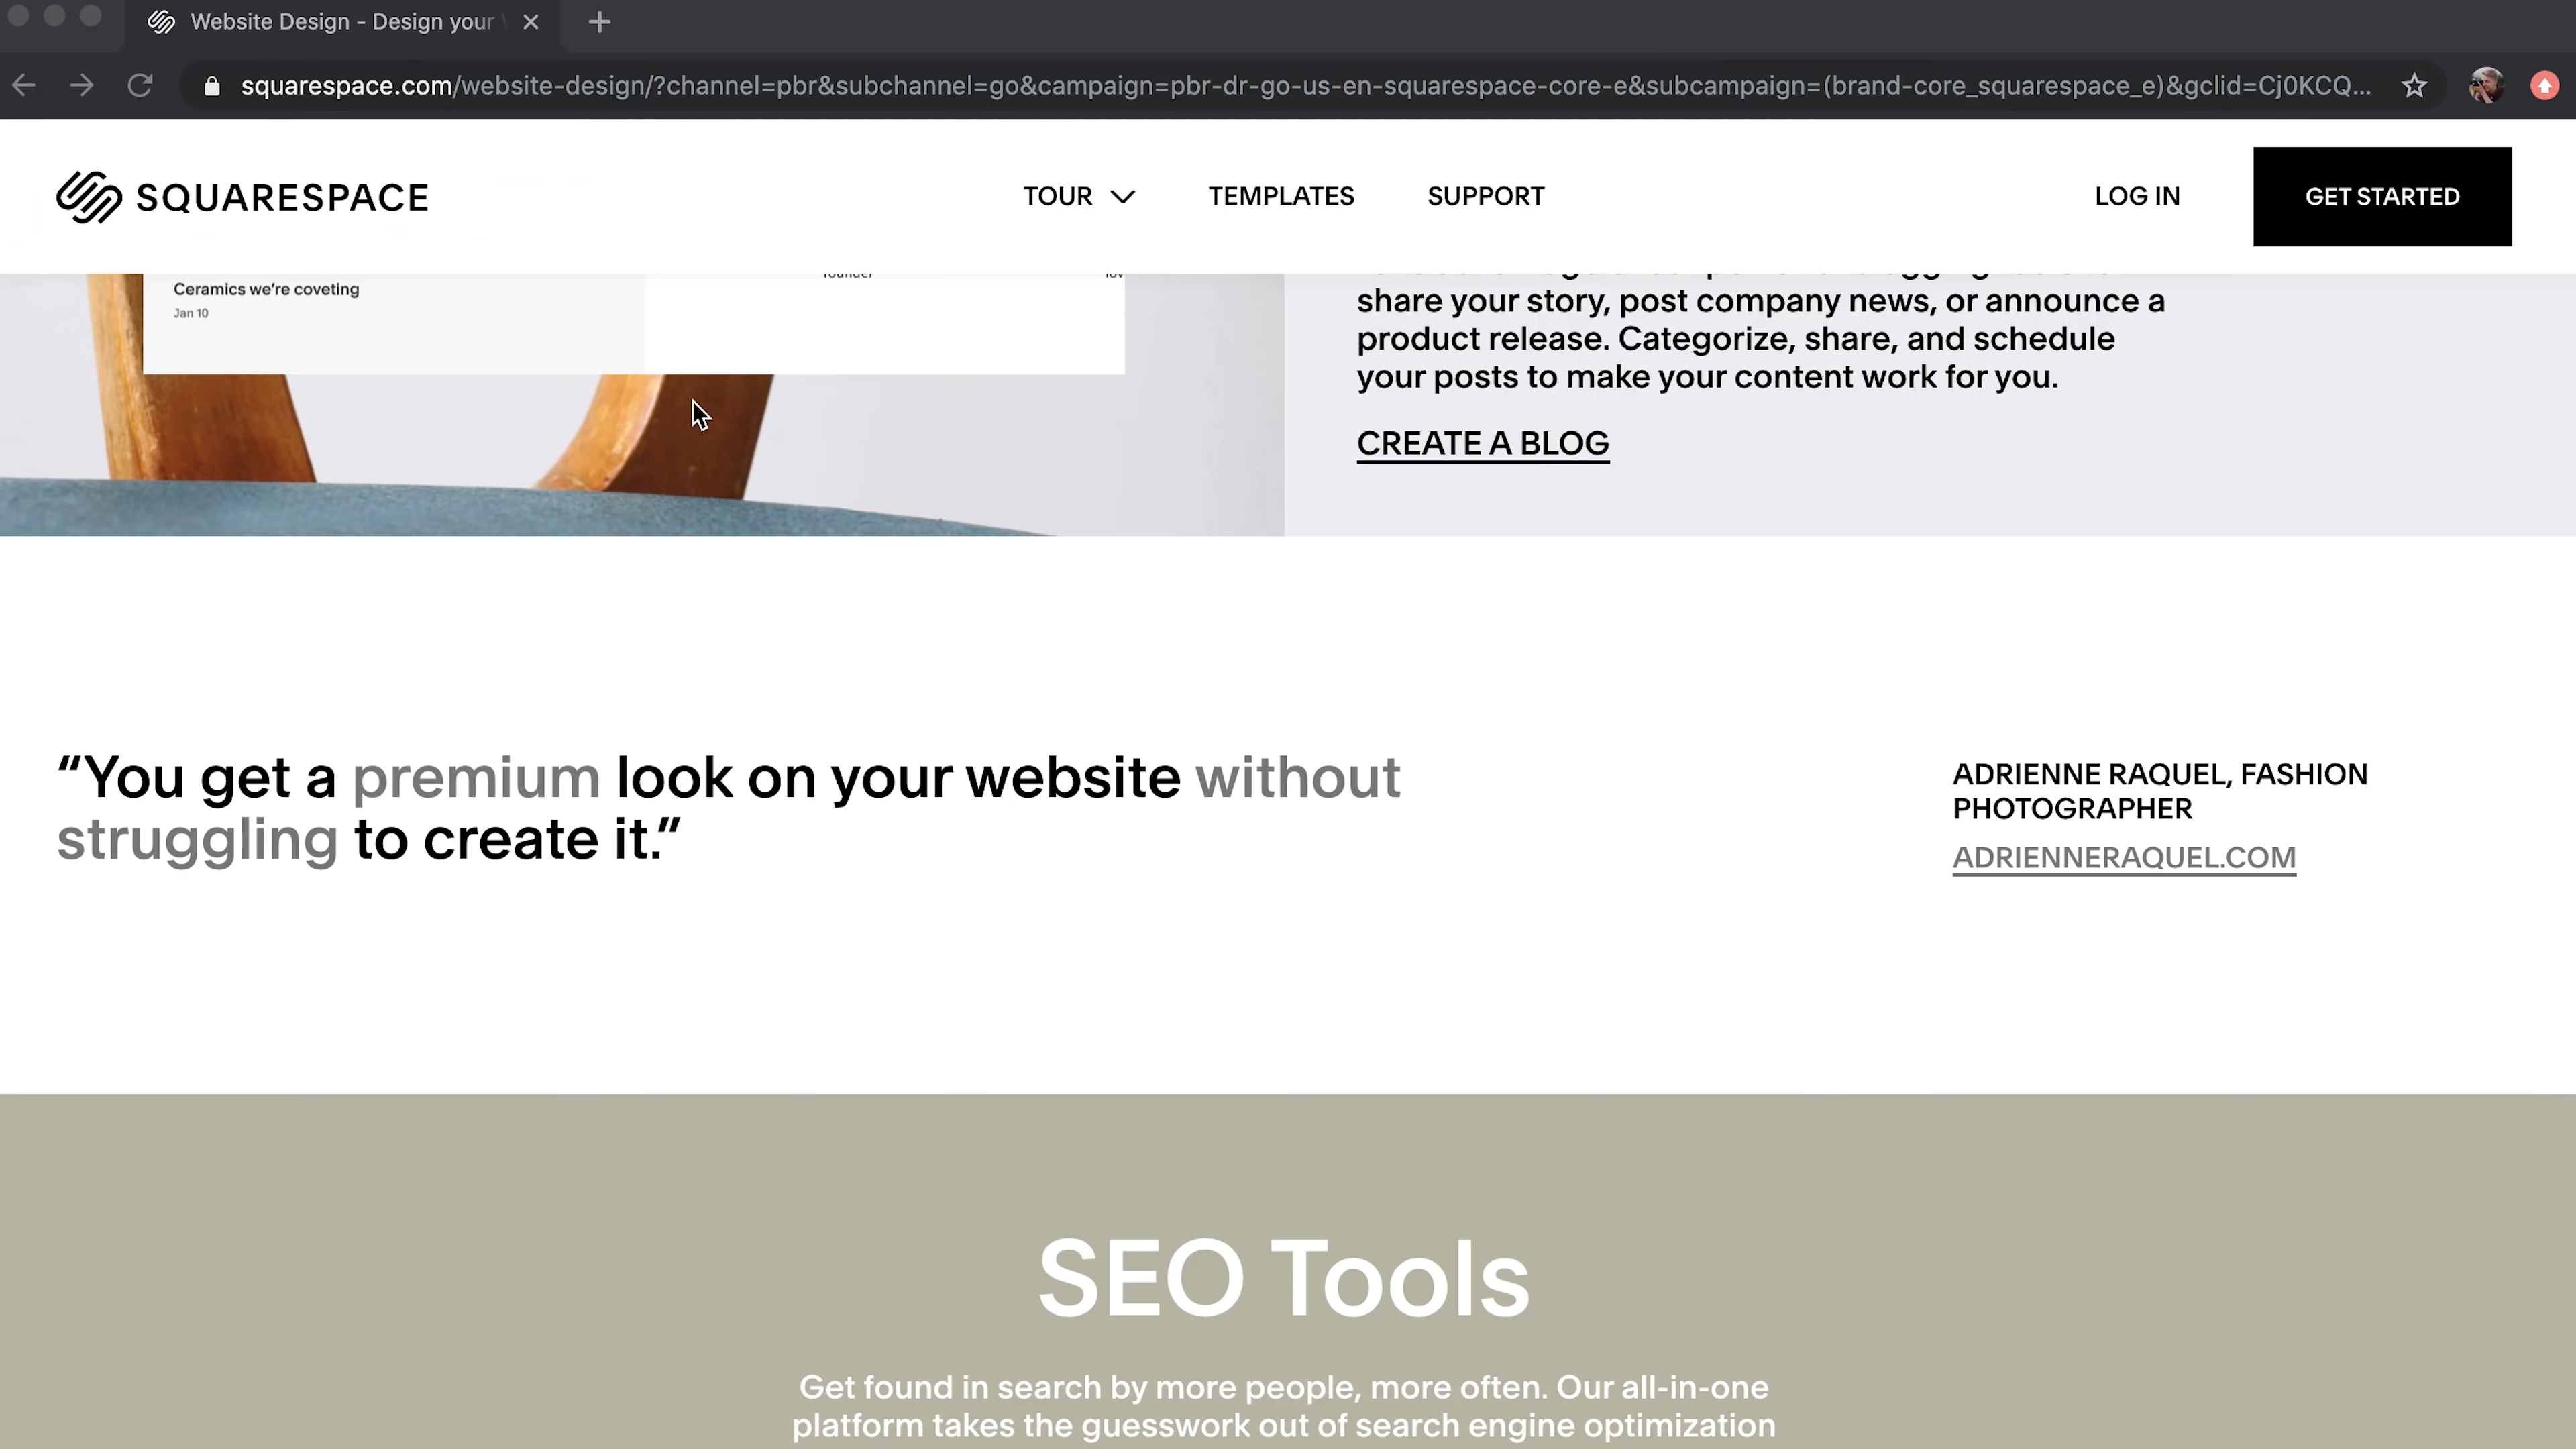 Website Design - Design your
squarespace.com/website-design/?channel=pbr&subchannel=go&campaign=pbr-dr-go-us-en-squarespace-core-e&subcampaign=(brand-core_squarespace_e)&gclid=Cj0KCQ...
SQUARESPACE
TOUR
TEMPLATES
SUPPORT
LOG IN
GET STARTED
founder
Ceramics we’re coveting
Jan 10
share your story, post company news, or announce a
product release. Categorize, share, and schedule
your posts to make your content work for you.
CREATE A BLOG
“You get a premium look on your website without
struggling to create it.”
ADRIENNE RAQUEL, FASHION
PHOTOGRAPHER
ADRIENNERAQUEL.COM
SEO Tools
Get found in search by more people, more often. Our all-in-one
platform takes the guesswork out of search engine optimization